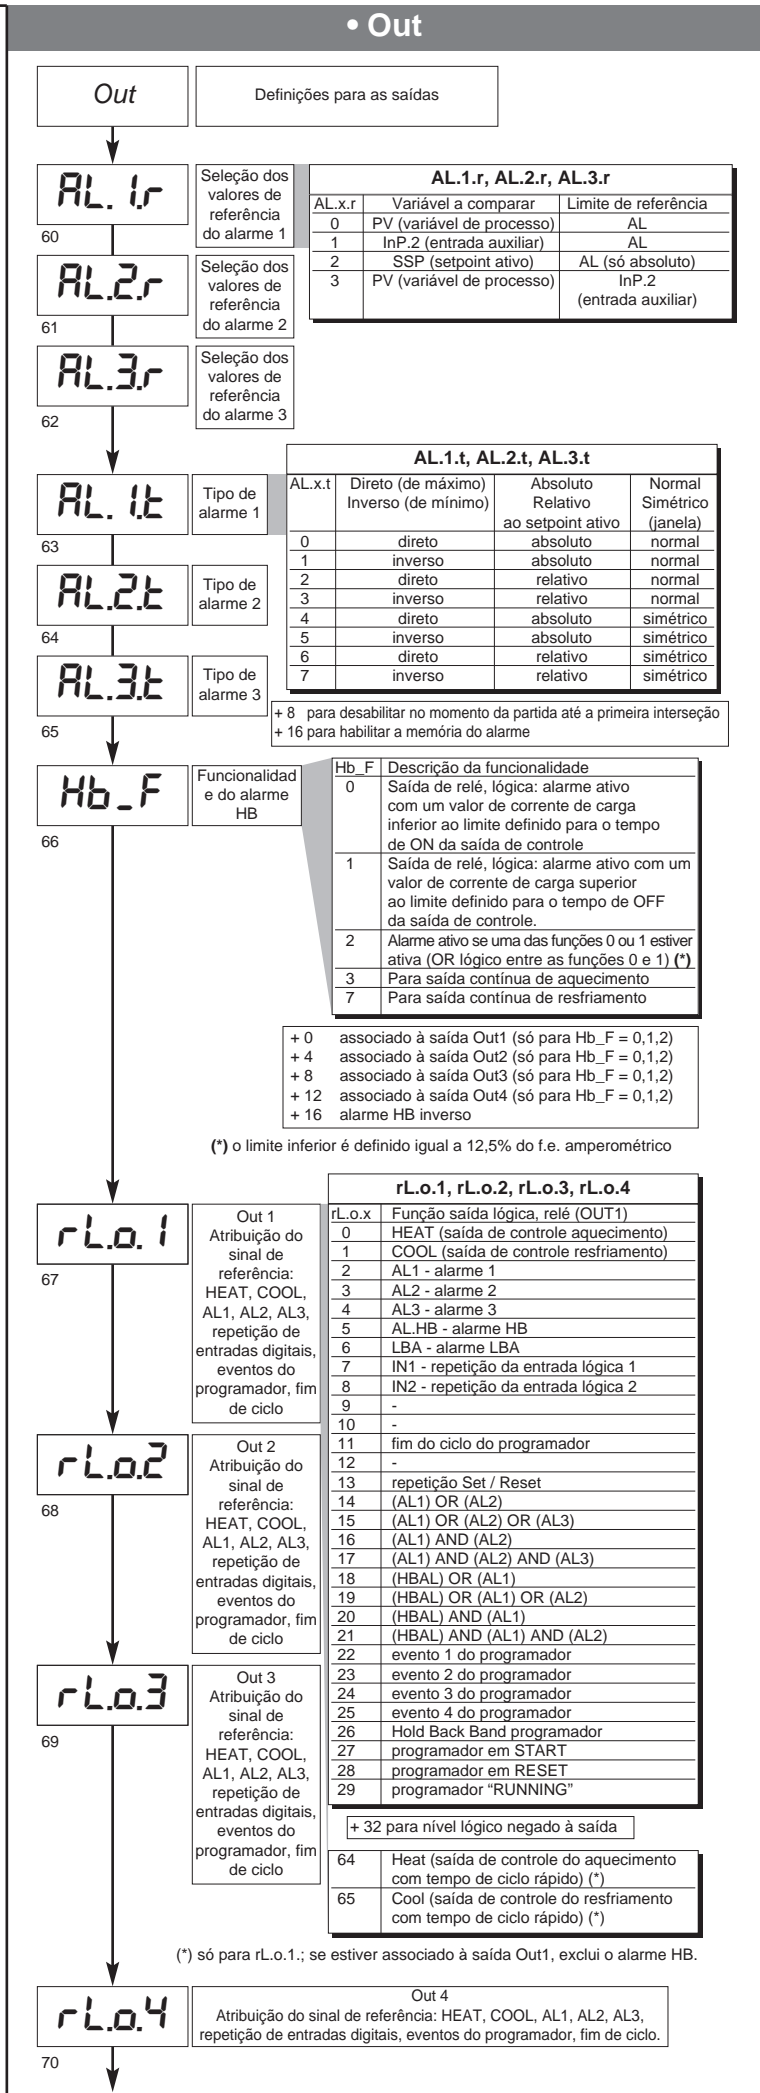 • Out
Out
Definições para as saídas
AL.1.r
60
Seleção dos
valores de
referência
do alarme 1
AL.1.r, AL.2.r, AL.3.r
AL.x.r Variável a comparar Limite de referência
0 PV (variável de processo) AL
1 InP.2 (entrada auxiliar) AL
2 SSP (setpoint ativo) AL (só absoluto)
3 PV (variável de processo) InP.2
(entrada auxiliar)
AL.2.r
61
Seleção dos
valores de
referência
do alarme 2
AL.3.r
62
Seleção dos
valores de
referência
do alarme 3
AL.1.t
63
Tipo de
alarme 1
AL.1.t, AL.2.t, AL.3.t
AL.x.t Direto (de máximo) Absoluto Normal
Inverso (de mínimo) Relativo Simétrico
ao setpoint ativo (janela)
0 direto absoluto normal
1 inverso absoluto normal
2 direto relativo normal
3 inverso relativo normal
4 direto absoluto simétrico
5 inverso absoluto simétrico
6 direto relativo simétrico
7 inverso relativo simétrico
AL.2.t
64
Tipo de
alarme 2
AL.3.t
65
Tipo de
alarme 3
+ 8 para desabilitar no momento da partida até a primeira interseção
+ 16 para habilitar a memória do alarme
Hb_F
66
Funcionalidad
e do alarme
HB
Hb_F Descrição da funcionalidade
0 Saída de relé, lógica: alarme ativo
com um valor de corrente de carga
inferior ao limite definido para o tempo
de ON da saída de controle
1 Saída de relé, lógica: alarme ativo com um
valor de corrente de carga superior
ao limite definido para o tempo de OFF
da saída de controle.
2 Alarme ativo se uma das funções 0 ou 1 estiver
ativa (OR lógico entre as funções 0 e 1) (*)
3 Para saída contínua de aquecimento
7 Para saída contínua de resfriamento
+ 0 associado à saída Out1 (só para Hb_F = 0,1,2)
+ 4 associado à saída Out2 (só para Hb_F = 0,1,2)
+ 8 associado à saída Out3 (só para Hb_F = 0,1,2)
+ 12 associado à saída Out4 (só para Hb_F = 0,1,2)
+ 16 alarme HB inverso
(*) o limite inferior é definido igual a 12,5% do f.e. amperométrico
rL.o.1
67
Out 1
Atribuição do
sinal de
referência:
HEAT, COOL,
AL1, AL2, AL3,
repetição de
entradas digitais,
eventos do
programador, fim
de ciclo
rL.o.1, rL.o.2, rL.o.3, rL.o.4
rL.o.x Função saída lógica, relé (OUT1)
0 HEAT (saída de controle aquecimento)
1 COOL (saída de controle resfriamento)
2 AL1 - alarme 1
3 AL2 - alarme 2
4 AL3 - alarme 3
5 AL.HB - alarme HB
6 LBA - alarme LBA
7 IN1 - repetição da entrada lógica 1
8 IN2 - repetição da entrada lógica 2
9 -
10 -
11 fim do ciclo do programador
12 -
13 repetição Set / Reset
14 (AL1) OR (AL2)
15 (AL1) OR (AL2) OR (AL3)
16 (AL1) AND (AL2)
17 (AL1) AND (AL2) AND (AL3)
18 (HBAL) OR (AL1)
19 (HBAL) OR (AL1) OR (AL2)
20 (HBAL) AND (AL1)
21 (HBAL) AND (AL1) AND (AL2)
22 evento 1 do programador
23 evento 2 do programador
24 evento 3 do programador
25 evento 4 do programador
26 Hold Back Band programador
27 programador em START
28 programador em RESET
29 programador “RUNNING”
rL.o.2
68
Out 2
Atribuição do
sinal de
referência:
HEAT, COOL,
AL1, AL2, AL3,
repetição de
entradas digitais,
eventos do
programador, fim
de ciclo
rL.o.3
69
Out 3
Atribuição do
sinal de
referência:
HEAT, COOL,
AL1, AL2, AL3,
repetição de
entradas digitais,
eventos do
programador, fim
de ciclo
+ 32 para nível lógico negado à saída
64 Heat (saída de controle do aquecimento
com tempo de ciclo rápido) (*)
65 Cool (saída de controle do resfriamento
com tempo de ciclo rápido) (*)
(*) só para rL.o.1.; se estiver associado à saída Out1, exclui o alarme HB.
rL.o.4
70
Out 4
Atribuição do sinal de referência: HEAT, COOL, AL1, AL2, AL3,
repetição de entradas digitais, eventos do programador, fim de ciclo.